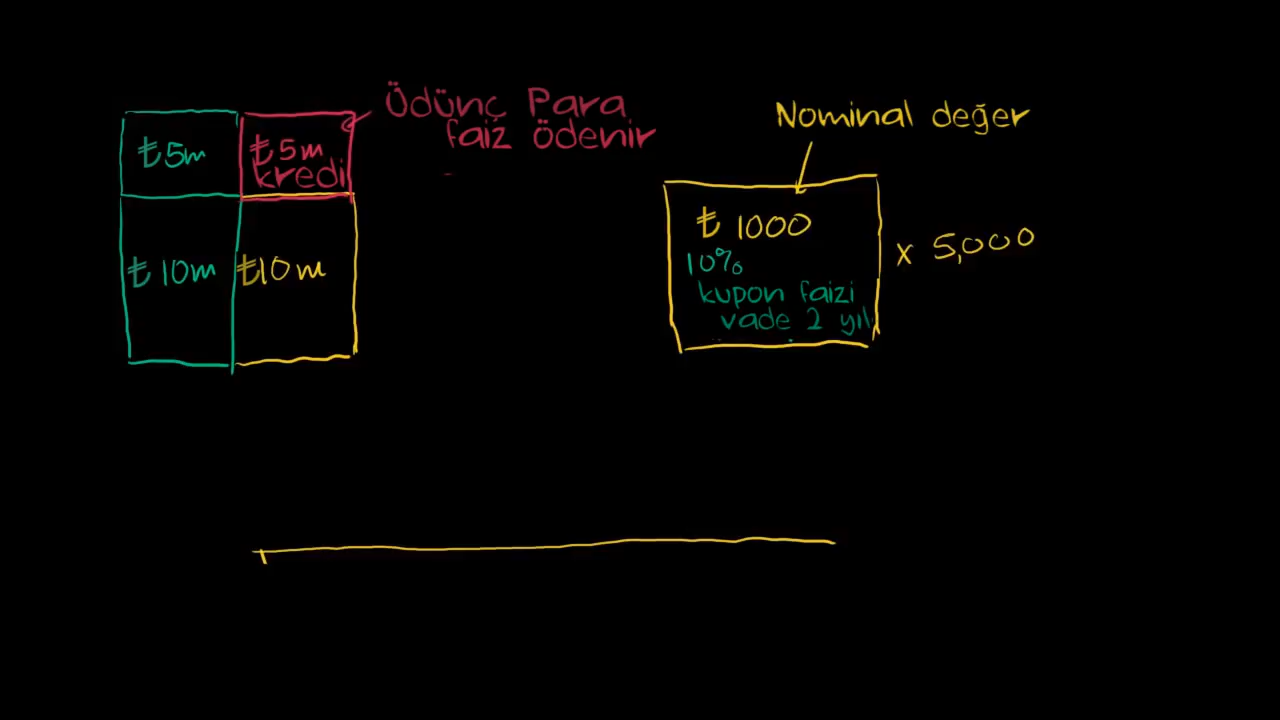 Ödünç Para
faiz ödenir
₺5m
₺5m
kredi
₺10m
₺10m
Nominal değer
₺ 1000
10%
kupon faizi
vade 2 yıl
x 5,000